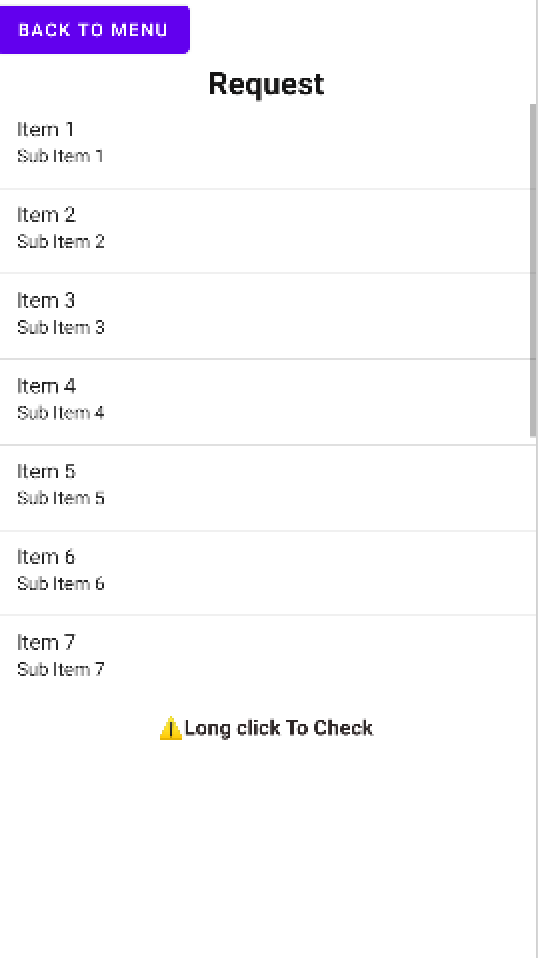 BACK TO MENU
Request
Item 1
Sub Item 1
Item 2
Sub Item 2
Item 3
Sub Item 3
Item 4
Sub Item 4
Item 5
Sub Item 5
Item 6
Sub Item 6
Item 7
Sub Item 7
⚠️Long click To Check